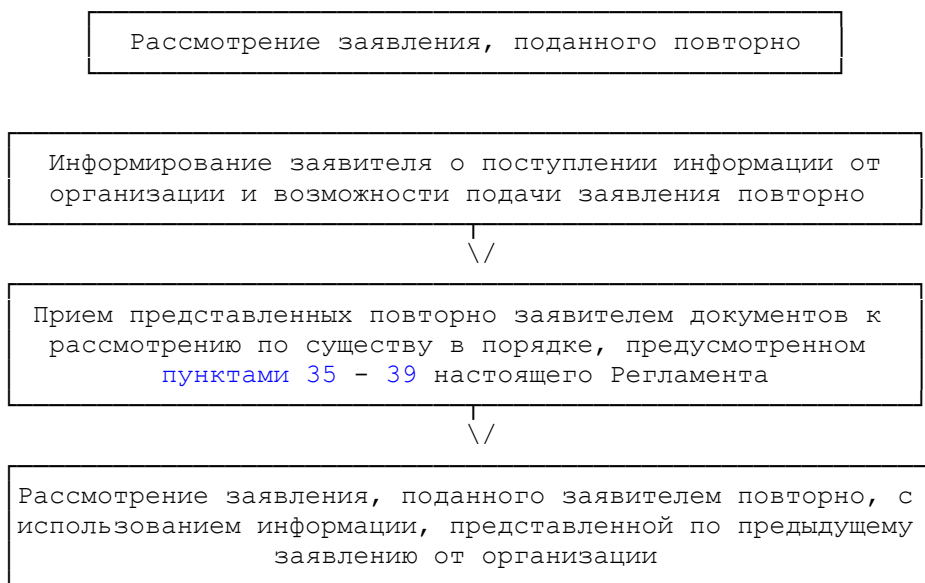 Рассмотрение заявления, поданного повторно
Информирование заявителя о поступлении информации от
организации и возможности подачи заявления повторно
\/
Прием представленных повторно заявителем документов к
рассмотрению по существу в порядке, предусмотренном
пунктами 35 - 39 настоящего Регламента
\/
Рассмотрение заявления, поданного заявителем повторно, с
использованием информации, представленной по предыдущему
заявлению от организации